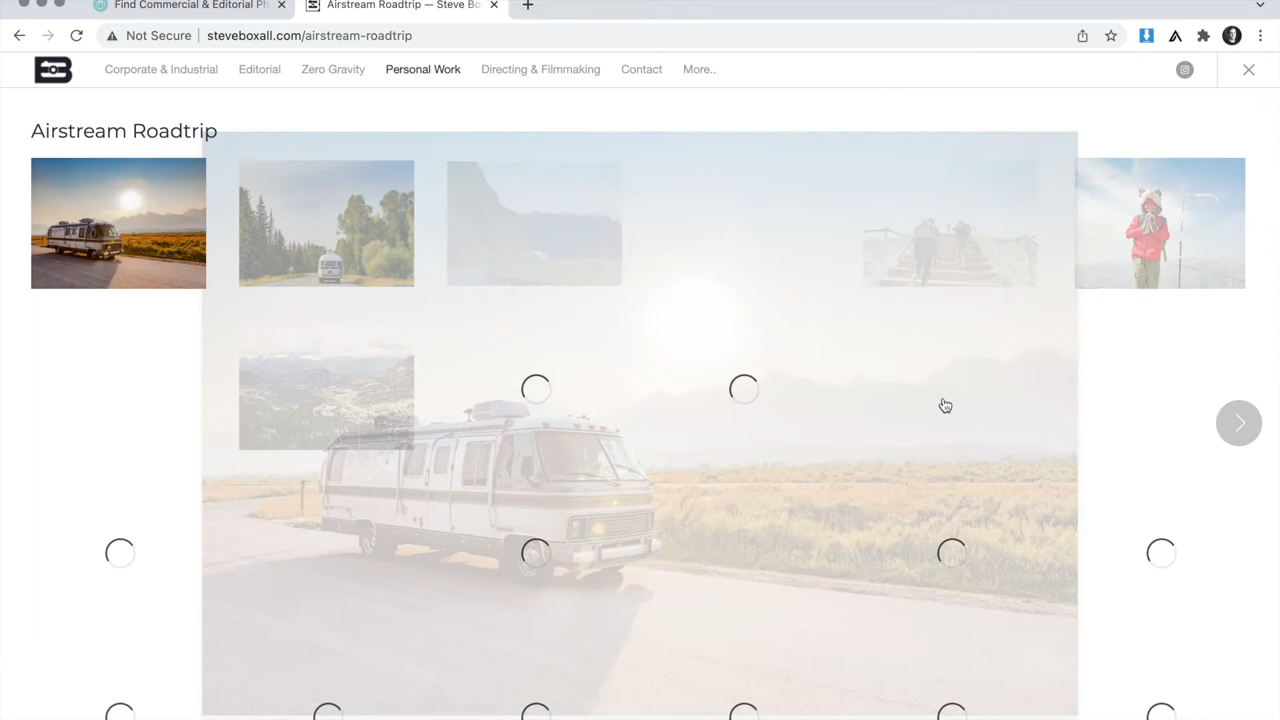 Find Commercial & Editorial Ph
Airstream Roadtrip — Steve Bo
Not Secure
steveboxall.com/airstream-roadtrip
Corporate & Industrial
Editorial
Zero Gravity
Personal Work
Directing & Filmmaking
Contact
More..
Airstream Roadtrip